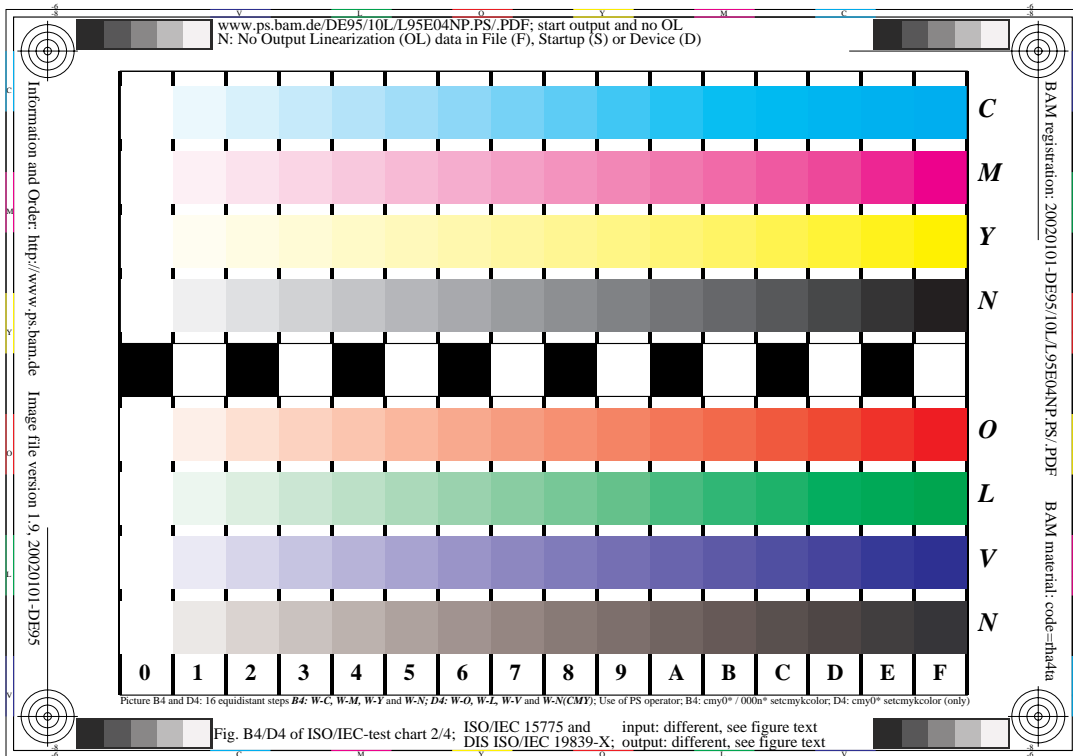 www.ps.bam.de/DE95/10L/L95E04NP.PS/.PDF; start output and no OL
N: No Output Linearization (OL) data in File (F), Startup (S) or Device (D)
Information and Order: http://www.ps.bam.de Image file version 1.9, 20020101-DE95
BAM registration: 20020101-DE95/10L/L95E04NP.PS/.PDF BAM material: code=rha4ta
C
M
Y
N
O
L
V
N
0 1 2 3 4 5 6 7 8 9 A B C D E F
Picture B4 and D4: 16 equidistant steps B4: W-C, W-M, W-Y and W-N; D4: W-O, W-L, W-V and W-N(CMY); Use of PS operator; B4: cmy0* / 000n* setcmykcolor; D4: cmy0* setcmykcolor (only)
Fig. B4/D4 of ISO/IEC-test chart 2/4; ISO/IEC 15775 and input: different, see figure text
DIS ISO/IEC 19839-X; output: different, see figure text